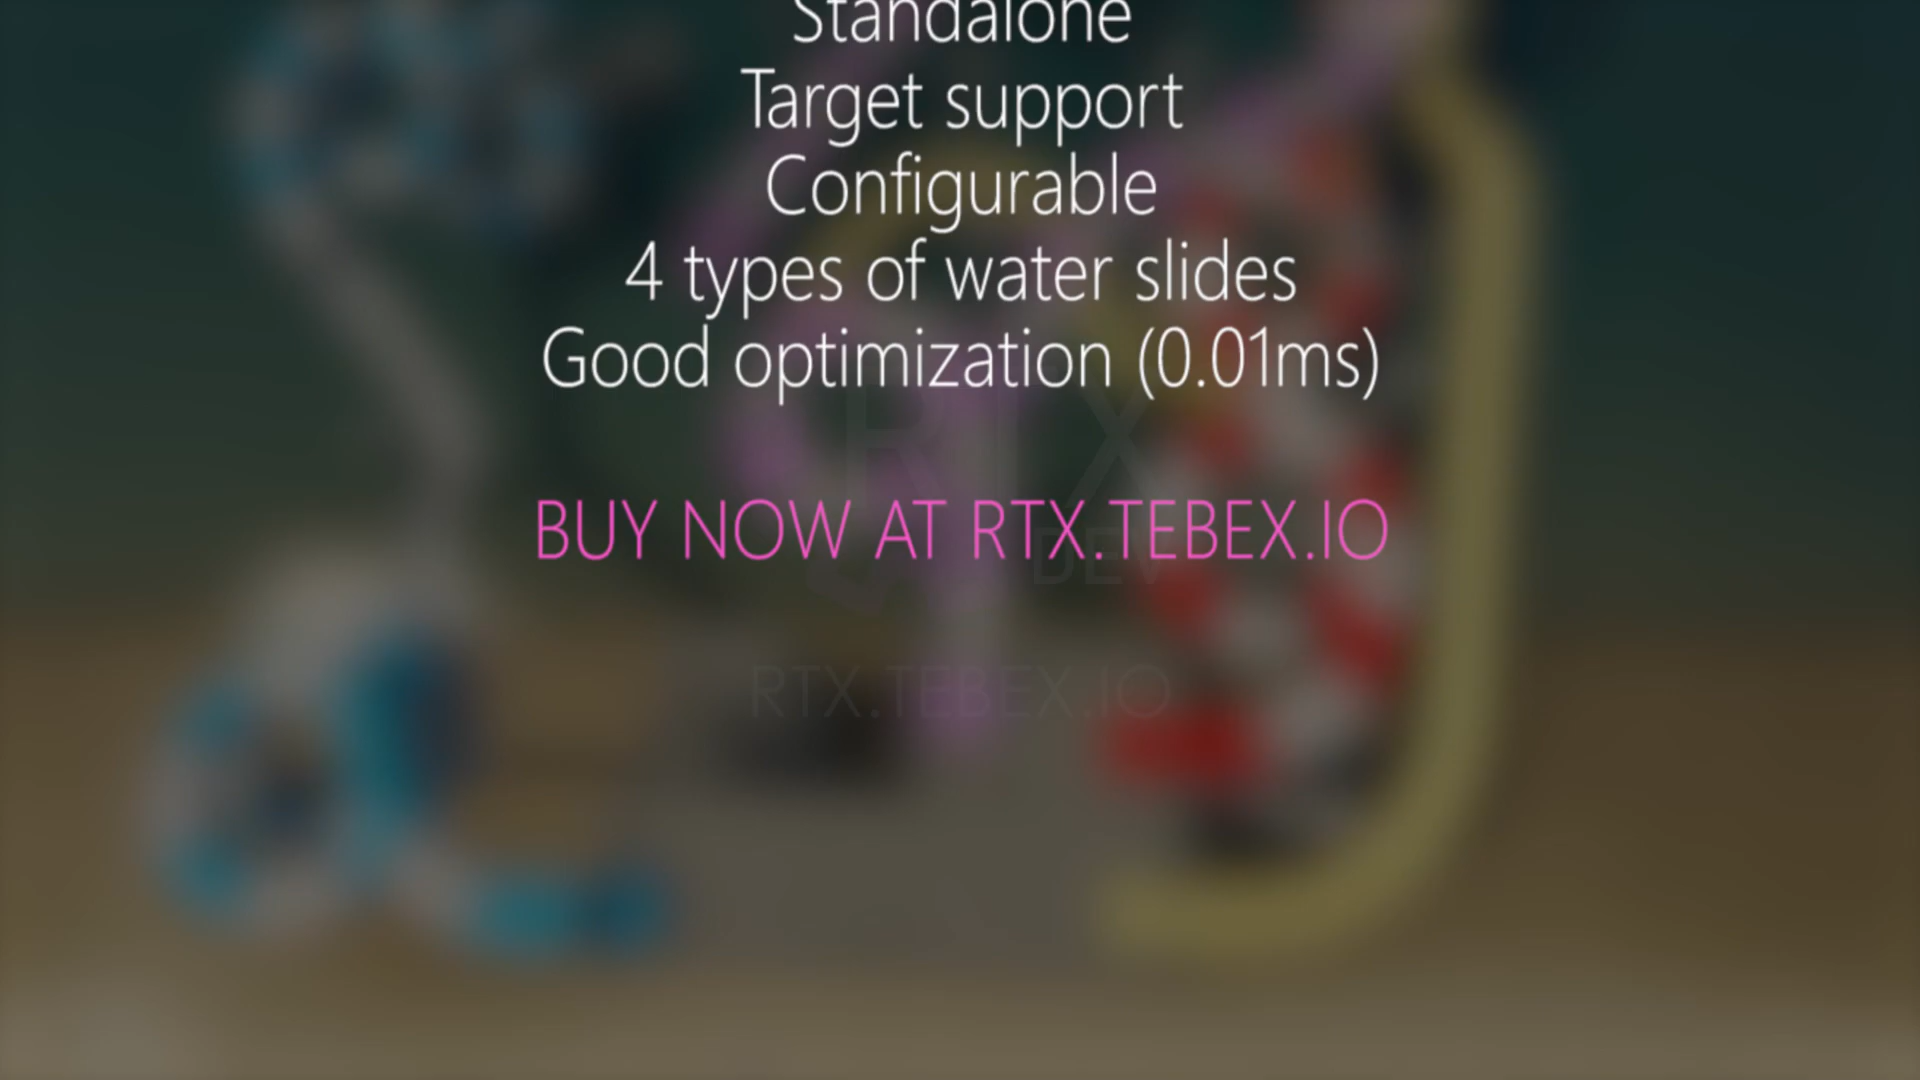 Standalone
Target support
Configurable
4 types of water slides
Good optimization (0.01ms)
RTX
BUY NOW AT RTX.TEBEX.IO
DEV
RTX.TEBEX.IO